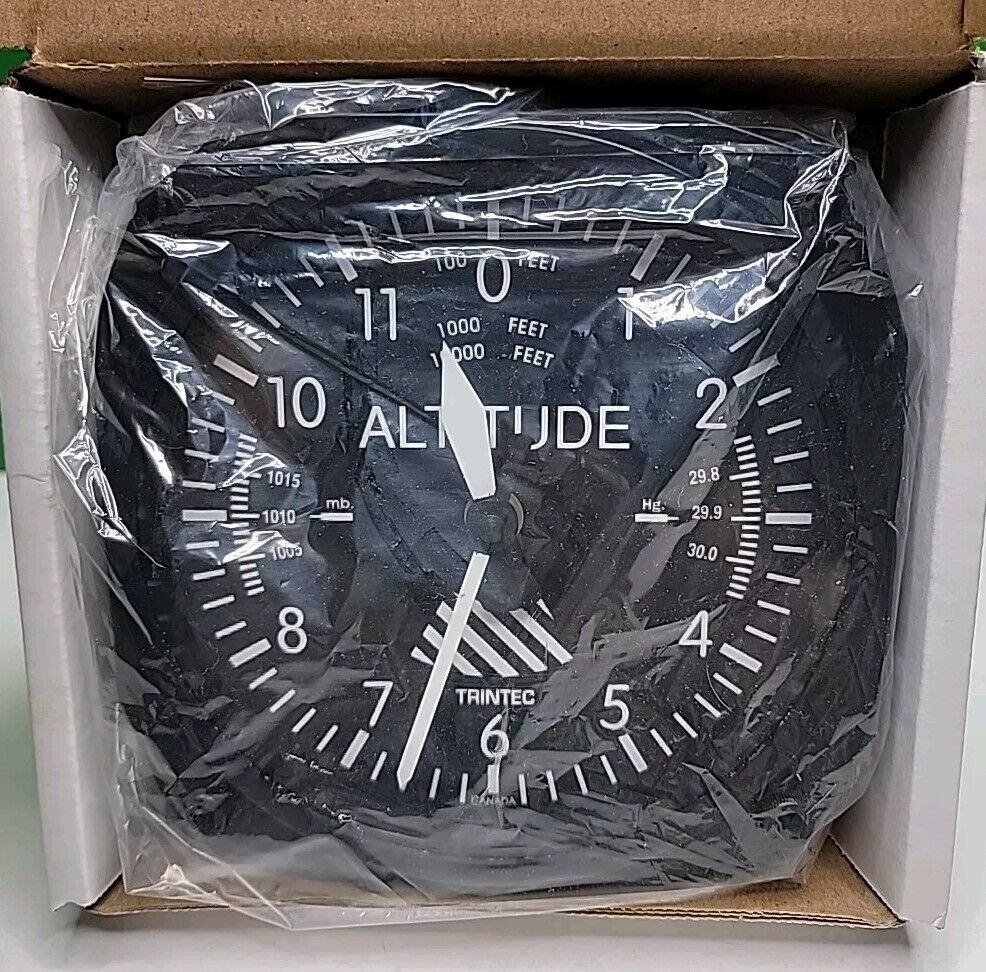 100 FEET
11 0 1
1000 FEET
10000 FEET
10 2
ALTITUDE
1015 29.8
1010 mb. Hg. 29.9
1005 30.0
8 4
7 5
TRINTEC
6
CANADA